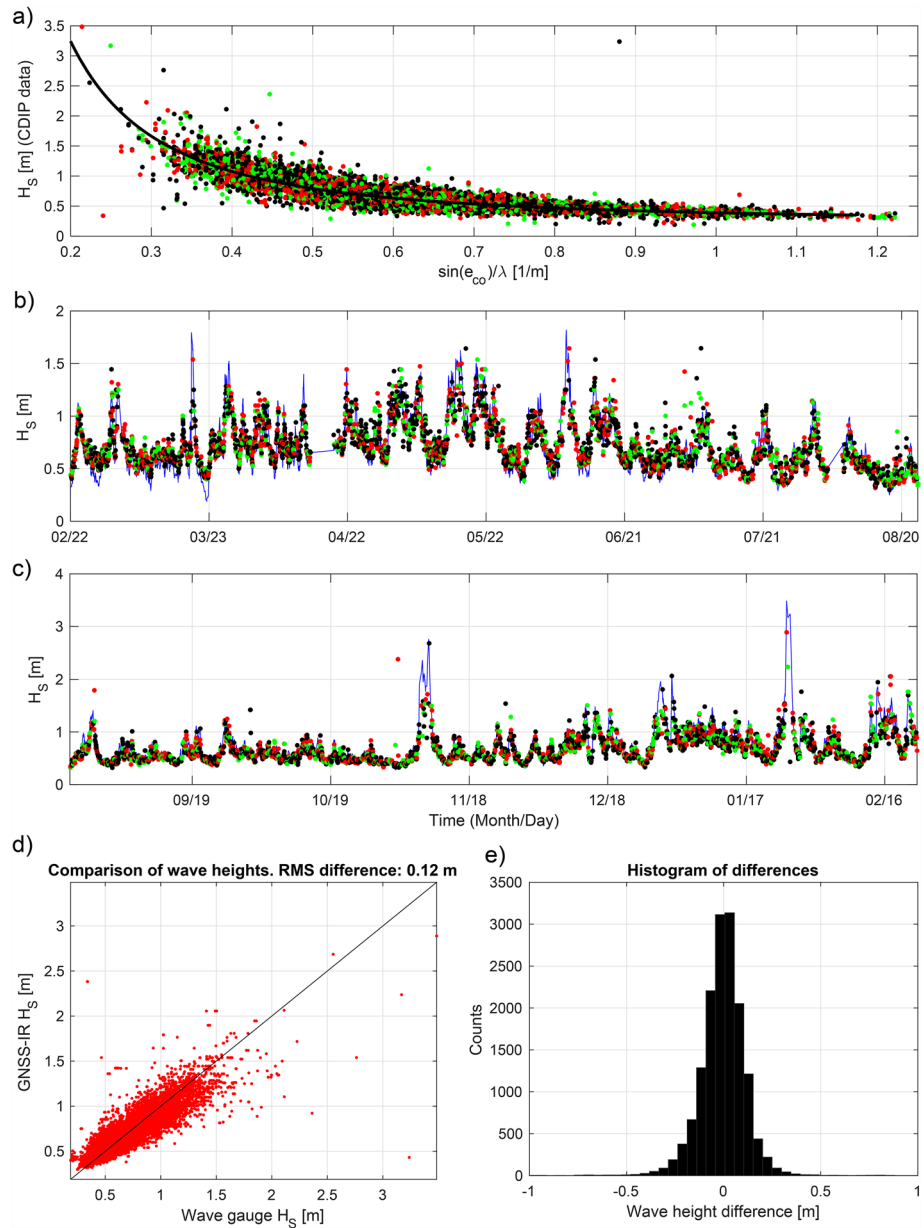 a)
3.5
3
2.5
2
1.5
1
0.5
0
H_S [m] (CDIP data)
0.2 0.3 0.4 0.5 0.6 0.7 0.8 0.9 1 1.1 1.2
sin(e_co)/λ [1/m]
b)
2
1.5
1
0.5
0
H_S [m]
02/22 03/23 04/22 05/22 06/21 07/21 08/20
c)
4
3
2
1
0
H_S [m]
09/19 10/19 11/18 12/18 01/17 02/16
Time (Month/Day)
d)
Comparison of wave heights. RMS difference: 0.12 m
3
2.5
2
1.5
1
0.5
GNSS-IR H_S [m]
0.5 1 1.5 2 2.5 3
Wave gauge H_S [m]
e)
Histogram of differences
3500
3000
2500
2000
1500
1000
500
0
Counts
-1 -0.5 0 0.5 1
Wave height difference [m]